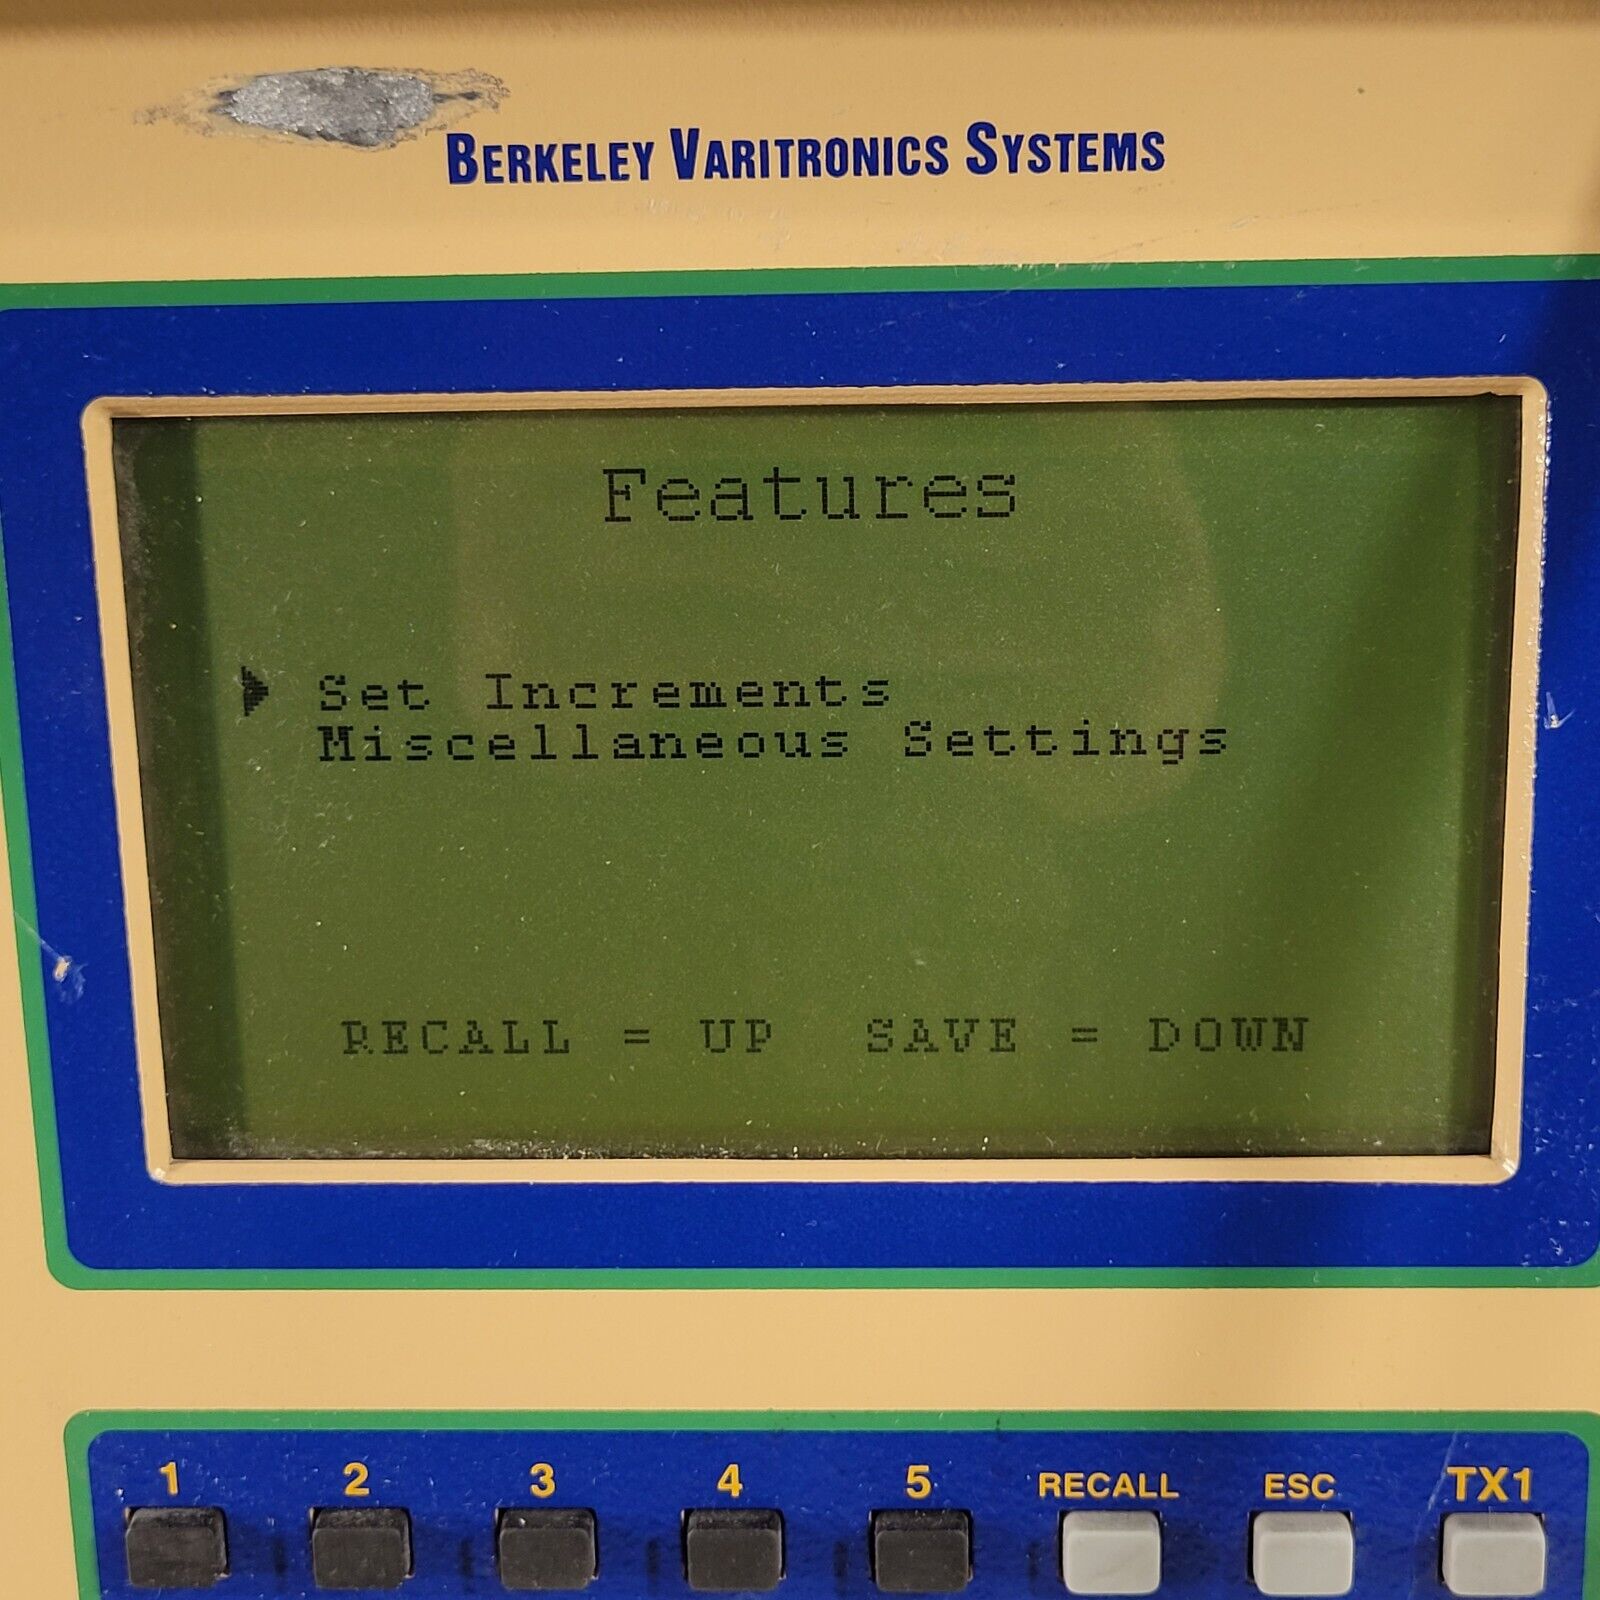 BERKELEY VARITRONICS SYSTEMS
Features
Set Increments
Miscellaneous Settings
RECALL = UP SAVE = DOWN
1 2 3 4 5 RECALL ESC TX1